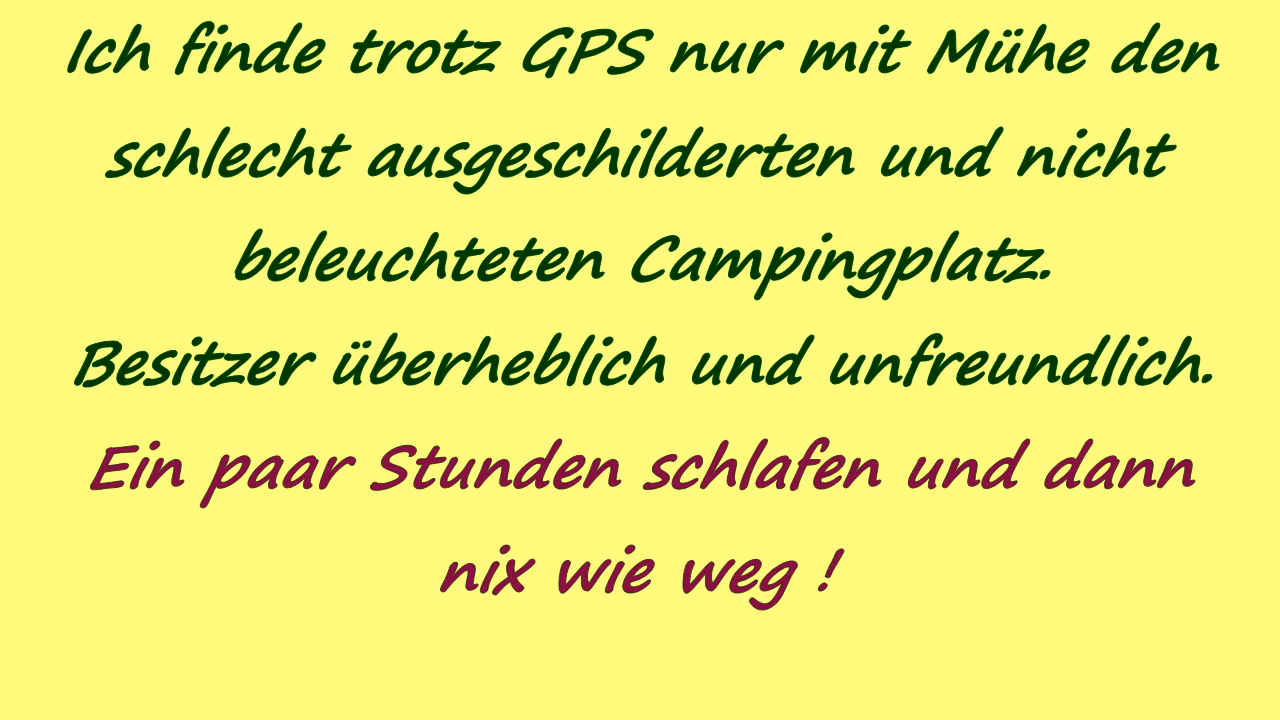 Ich finde trotz GPS nur mit Mühe den
schlecht ausgeschilderten und nicht
beleuchteten Campingplatz.
Besitzer überheblich und unfreundlich.
Ein paar Stunden schlafen und dann
nix wie weg !